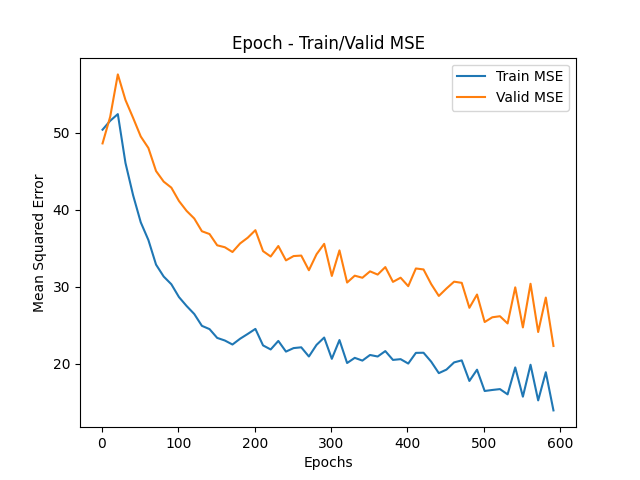 Epoch - Train/Valid MSE
Train MSE
Valid MSE
Mean Squared Error
50
40
30
20
0 100 200 300 400 500 600
Epochs